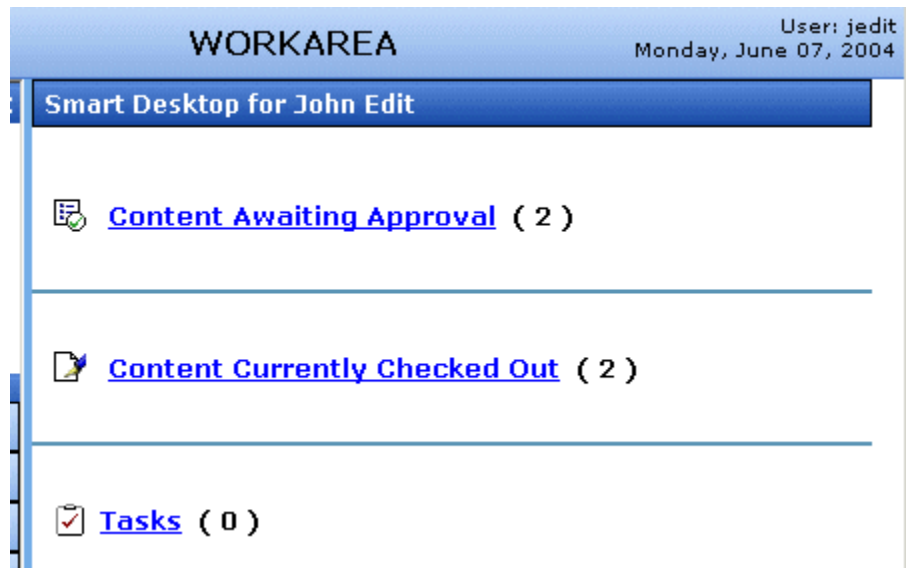 WORKAREA
User: jedit
Monday, June 07, 2004
Smart Desktop for John Edit
Content Awaiting Approval ( 2 )
Content Currently Checked Out ( 2 )
Tasks ( 0 )